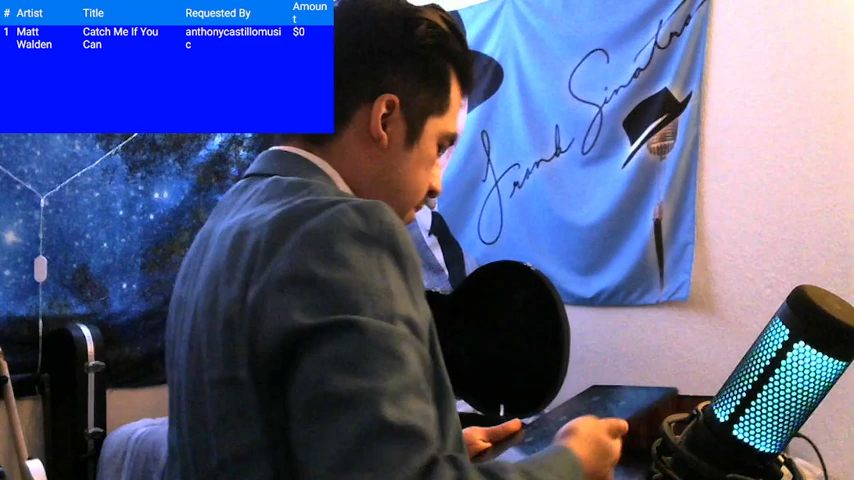 # Artist Title Requested By Amoun
t
1 Matt Catch Me If You anthonycastillomusi $0
Walden Can c
Frank Sinatra